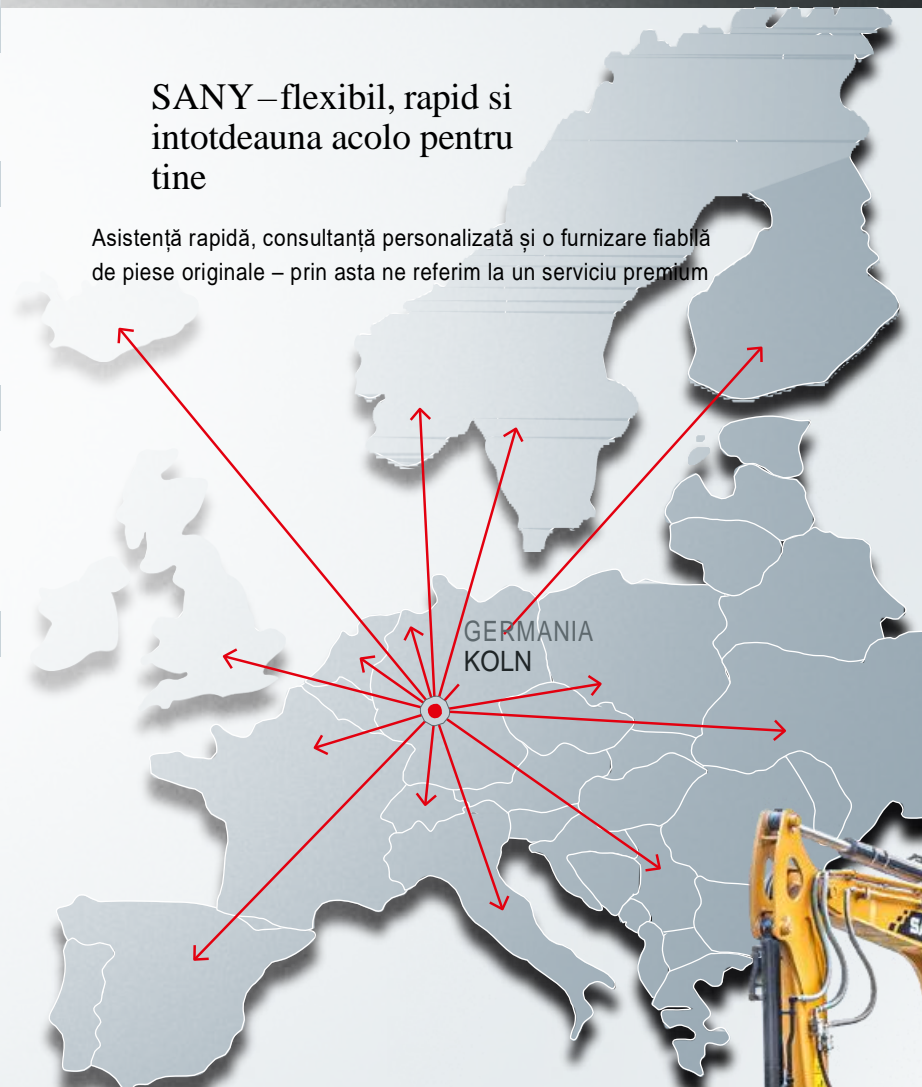 SANY – flexibil, rapid si
intotdeauna acolo pentru
tine
Asistență rapidă, consultanță personalizată și o furnizare fiabilă
de piese originale – prin asta ne referim la un serviciu premium
GERMANIA
KOLN